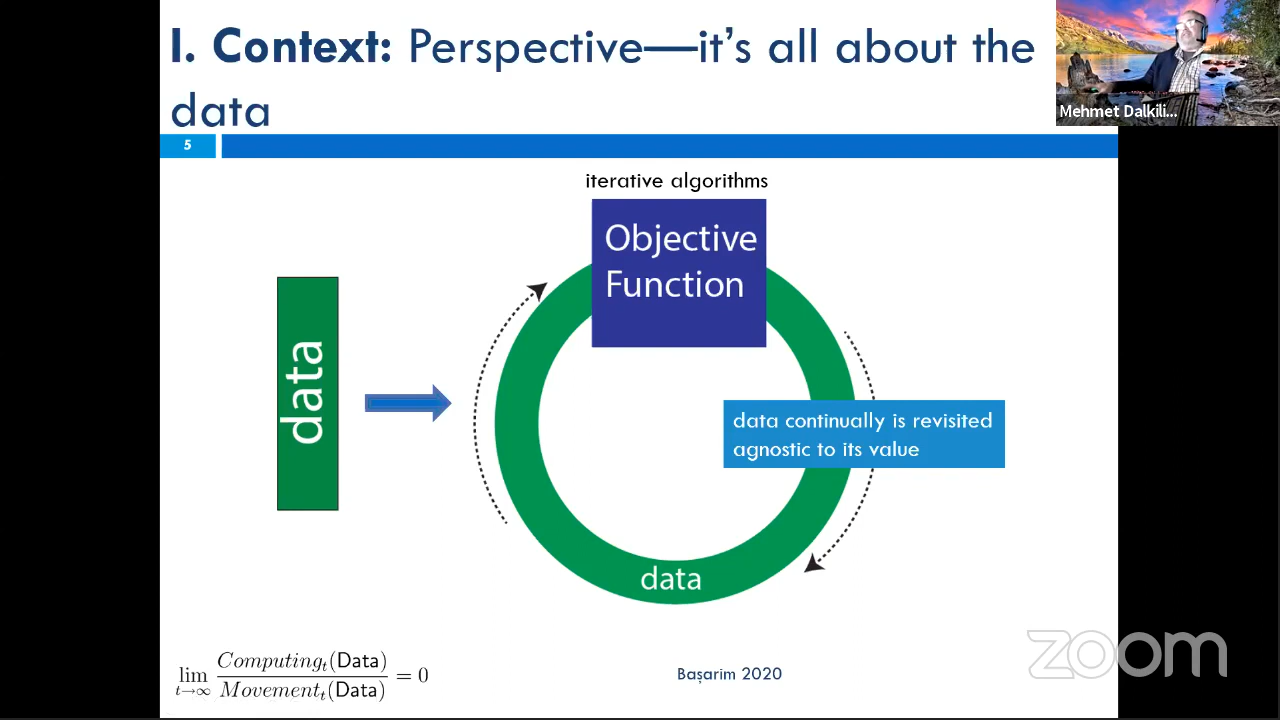 I. Context: Perspective—it's all about the
data
Mehmet Dalkili...
5
iterative algorithms
Objective
Function
data
data continually is revisited
agnostic to its value
data
lim t→∞ Computing_t(Data) / Movement_t(Data) = 0
Başarim 2020
zoom